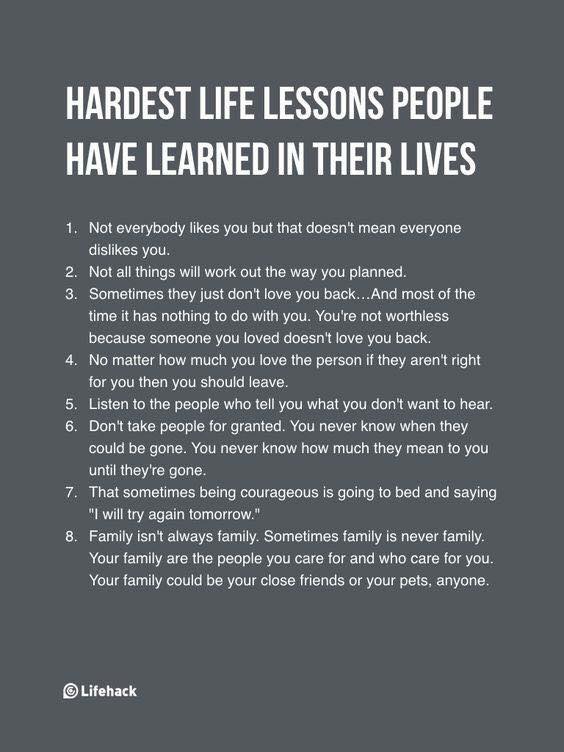 HARDEST LIFE LESSONS PEOPLE
HAVE LEARNED IN THEIR LIVES
1. Not everybody likes you but that doesn't mean everyone
dislikes you.
2. Not all things will work out the way you planned.
3. Sometimes they just don't love you back...And most of the
time it has nothing to do with you. You're not worthless
because someone you loved doesn't love you back.
4. No matter how much you love the person if they aren't right
for you then you should leave.
5. Listen to the people who tell you what you don't want to hear.
6. Don't take people for granted. You never know when they
could be gone. You never know how much they mean to you
until they're gone.
7. That sometimes being courageous is going to bed and saying
"I will try again tomorrow."
8. Family isn't always family. Sometimes family is never family.
Your family are the people you care for and who care for you.
Your family could be your close friends or your pets, anyone.
Lifehack